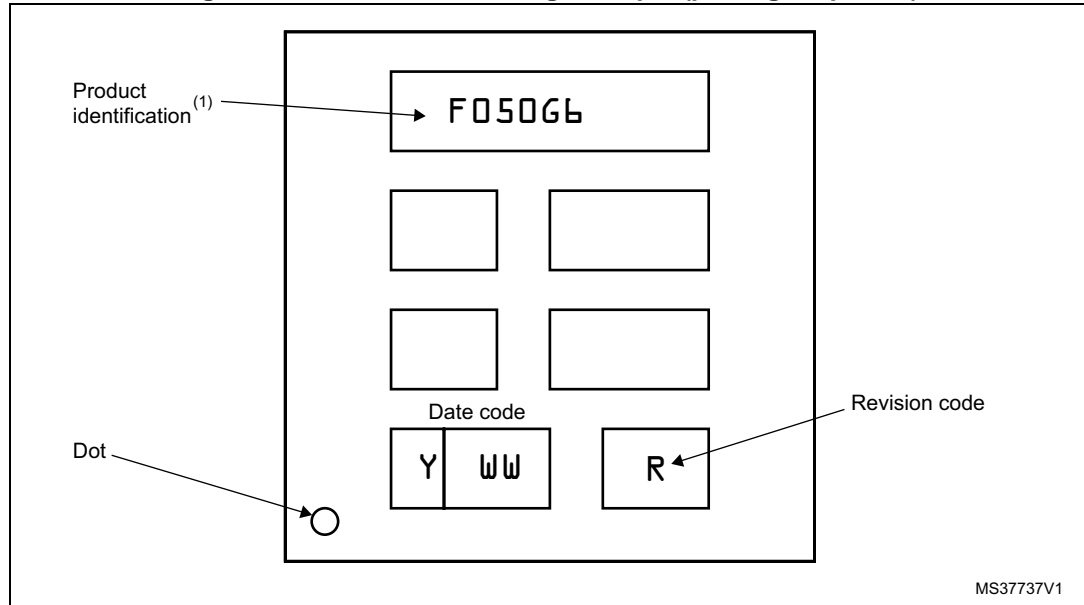 Product
identification (1)
F050G6
Date code
Revision code
Dot
Y WW
R
MS37737V1